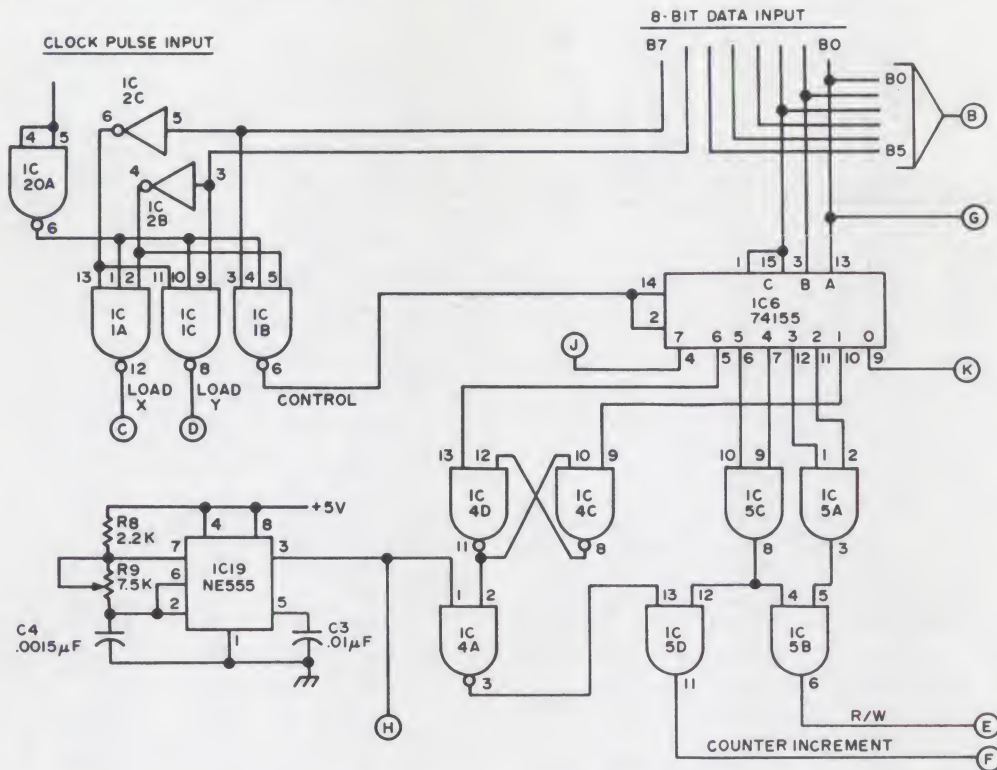 8-BIT DATA INPUT
CLOCK PULSE INPUT
B7
B0
B0
B5
B
G
IC
2C
6
5
4
5
IC
20A
6
4
3
IC
2B
13
1
2
11
10
9
3
4
5
IC
1A
IC
1C
IC
1B
12
8
6
LOAD
X
LOAD
Y
CONTROL
C
D
1
15
3
13
C
B
A
14
2
IC6
74155
7
6
5
4
3
2
1
0
4
5
6
7
12
11
10
9
J
K
13
12
10
9
10
9
1
2
IC
4D
IC
4C
IC
5C
IC
5A
11
8
8
3
+5V
R8
2.2K
R9
7.5K
4
8
7
6
2
3
5
1
IC19
NE555
C4
.0015µF
C3
.01µF
H
1
2
13
12
4
5
IC
4A
IC
5D
IC
5B
3
11
6
R/W
E
COUNTER INCREMENT
F